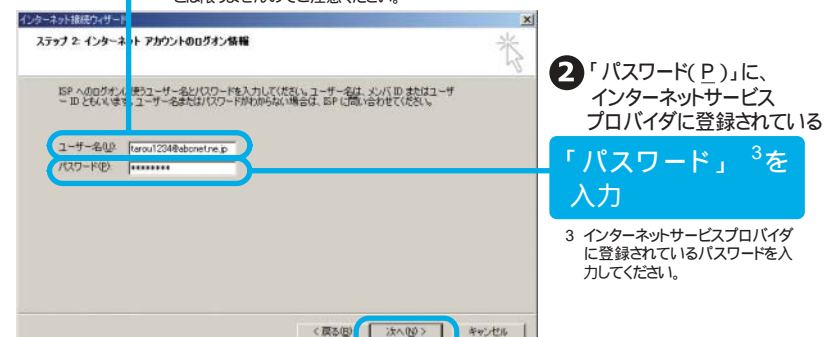 とは限りませんのでご注意ください。
インターネット接続ウィザード
ステップ 2: インターネット アカウントのログオン情報
ISP へのログオンに使うユーザー名とパスワードを入力してください。ユーザー名は、メンバ ID またはユーザ
ー ID ともいいます。ユーザー名またはパスワードがわからない場合は、ISP に問い合わせてください。
ユーザー名(U): tarou1234@abcnet.ne.jp
パスワード(P): ********
< 戻る(B) 次へ(N) > キャンセル
2 「パスワード( P )」に、
インターネットサービス
プロバイダに登録されている
「パスワード」 3を
入力
3 インターネットサービスプロバイダ
に登録されているパスワードを入
力してください。